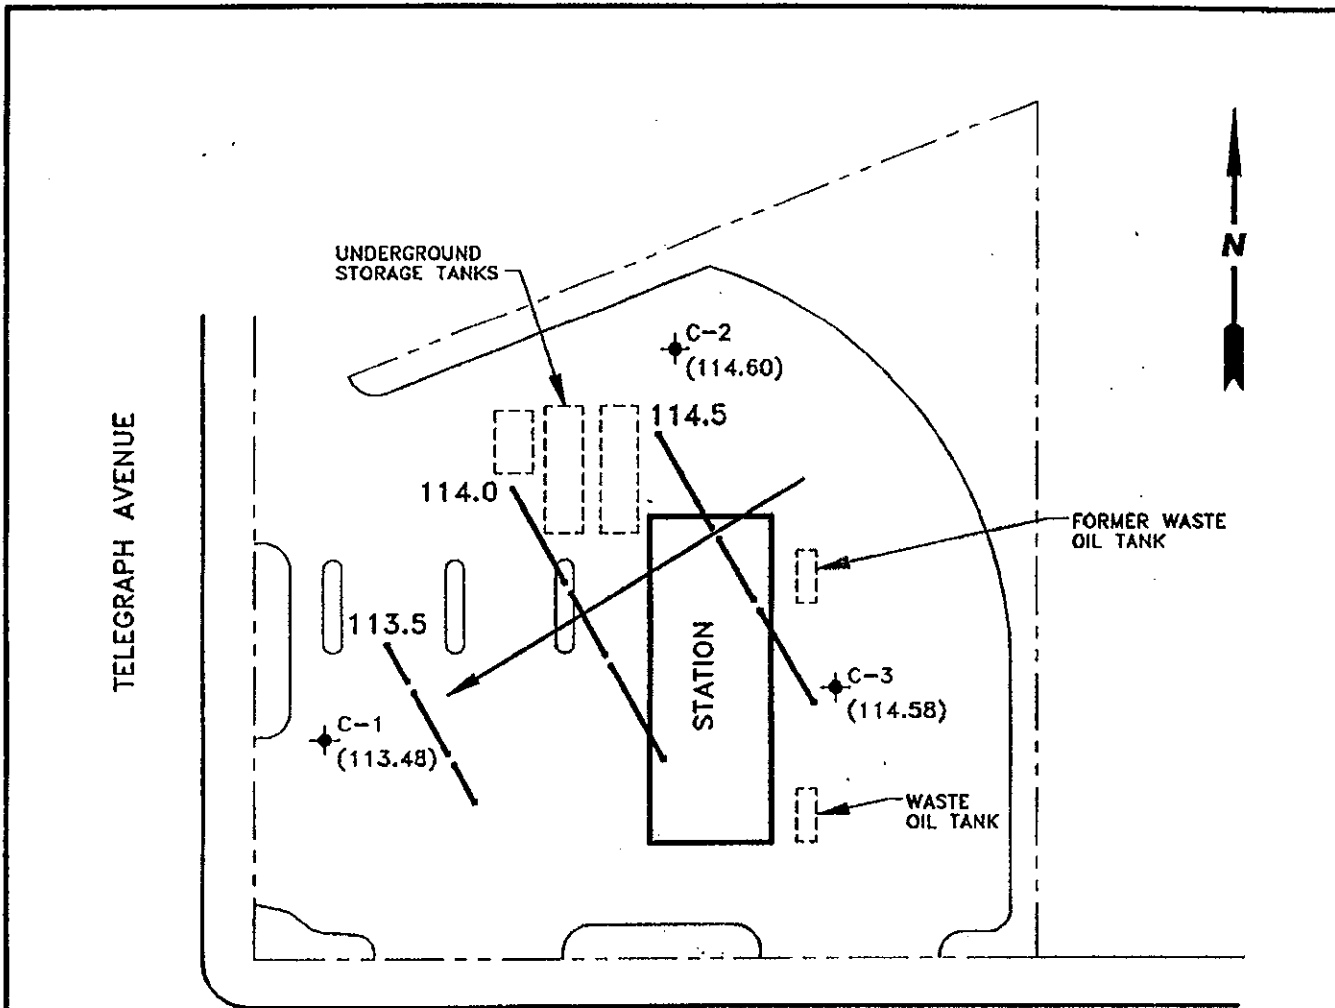 UNDERGROUND
STORAGE TANKS
N
C-2
(114.60)
114.5
114.0
TELEGRAPH AVENUE
FORMER WASTE
OIL TANK
113.5
STATION
C-3
(114.58)
C-1
(113.48)
WASTE
OIL TANK